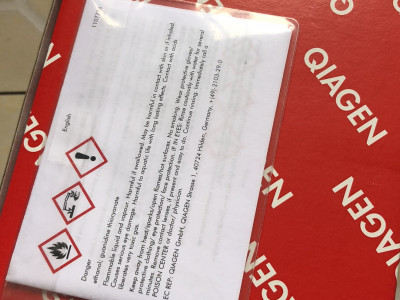 1107
English
Danger
ethanol; guanidine thiocyanate
Flammable liquid and vapour. Harmful if swallowed. May be harmful in contact with skin or if inhaled.
Causes serious eye damage. Harmful to aquatic life with long lasting effects. Contact with acids
liberates very toxic gas.
Keep away from heat/sparks/open flames/hot surfaces. No smoking. Wear protective gloves/
protective clothing/ eye protection/ face protection. IF IN EYES: Rinse cautiously with water for several
minutes. Remove contact lenses, if present and easy to do. Continue rinsing. Immediately call a
POISON CENTER or doctor/ physician.
EC REP. QIAGEN GmbH, QIAGEN Strasse 1, 40724 Hilden, Germany, +(49)-2103-29-0
QIAGEN
QIAGEN
QIAGEN